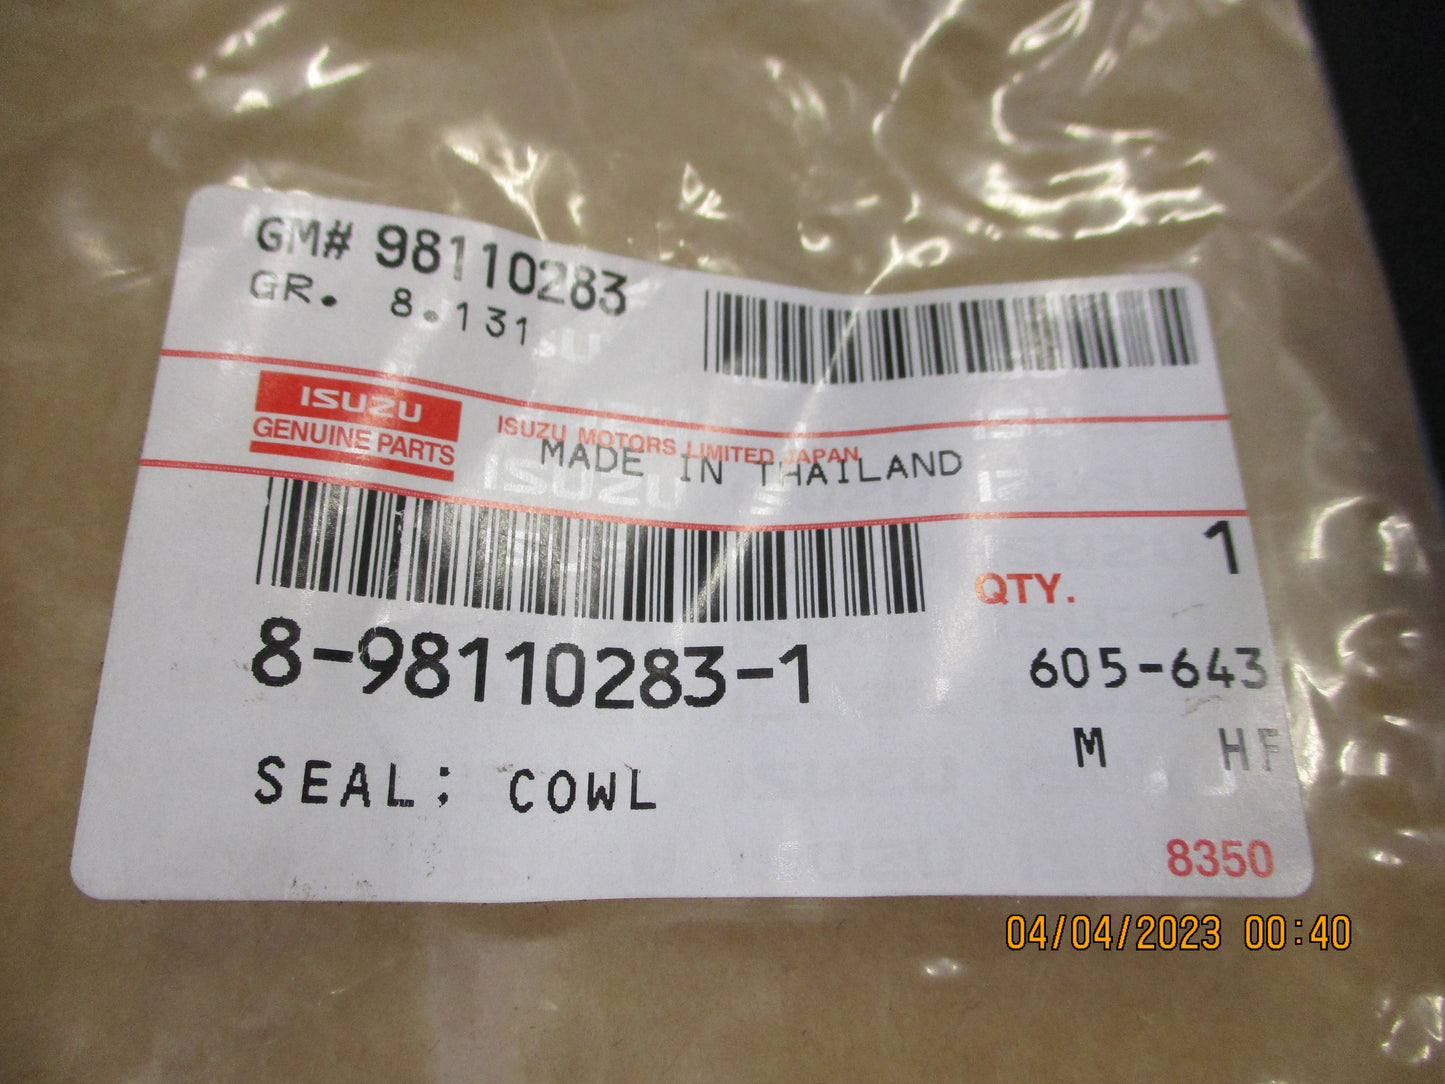 GM# 98110283
GR. 8.131
ISUZU
GENUINE PARTS
ISUZU MOTORS LIMITED JAPAN
MADE IN THAILAND
1
QTY.
8-98110283-1
605-643
M HF
SEAL; COWL
8350
04/04/2023 00:40